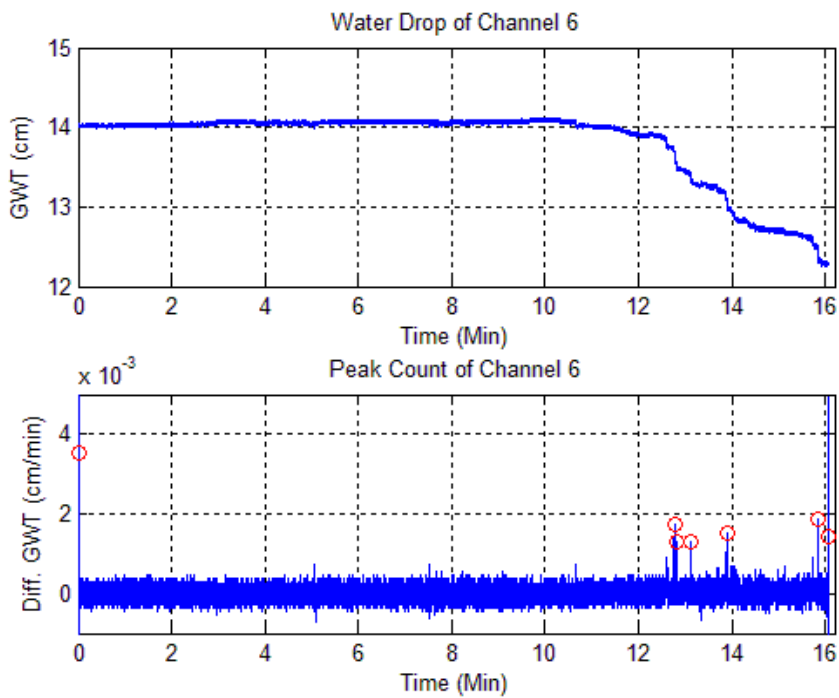 Water Drop of Channel 6
15
14
13
12
GWT (cm)
0 2 4 6 8 10 12 14 16
Time (Min)
x 10^-3
Peak Count of Channel 6
4
2
0
Diff. GWT (cm/min)
0 2 4 6 8 10 12 14 16
Time (Min)